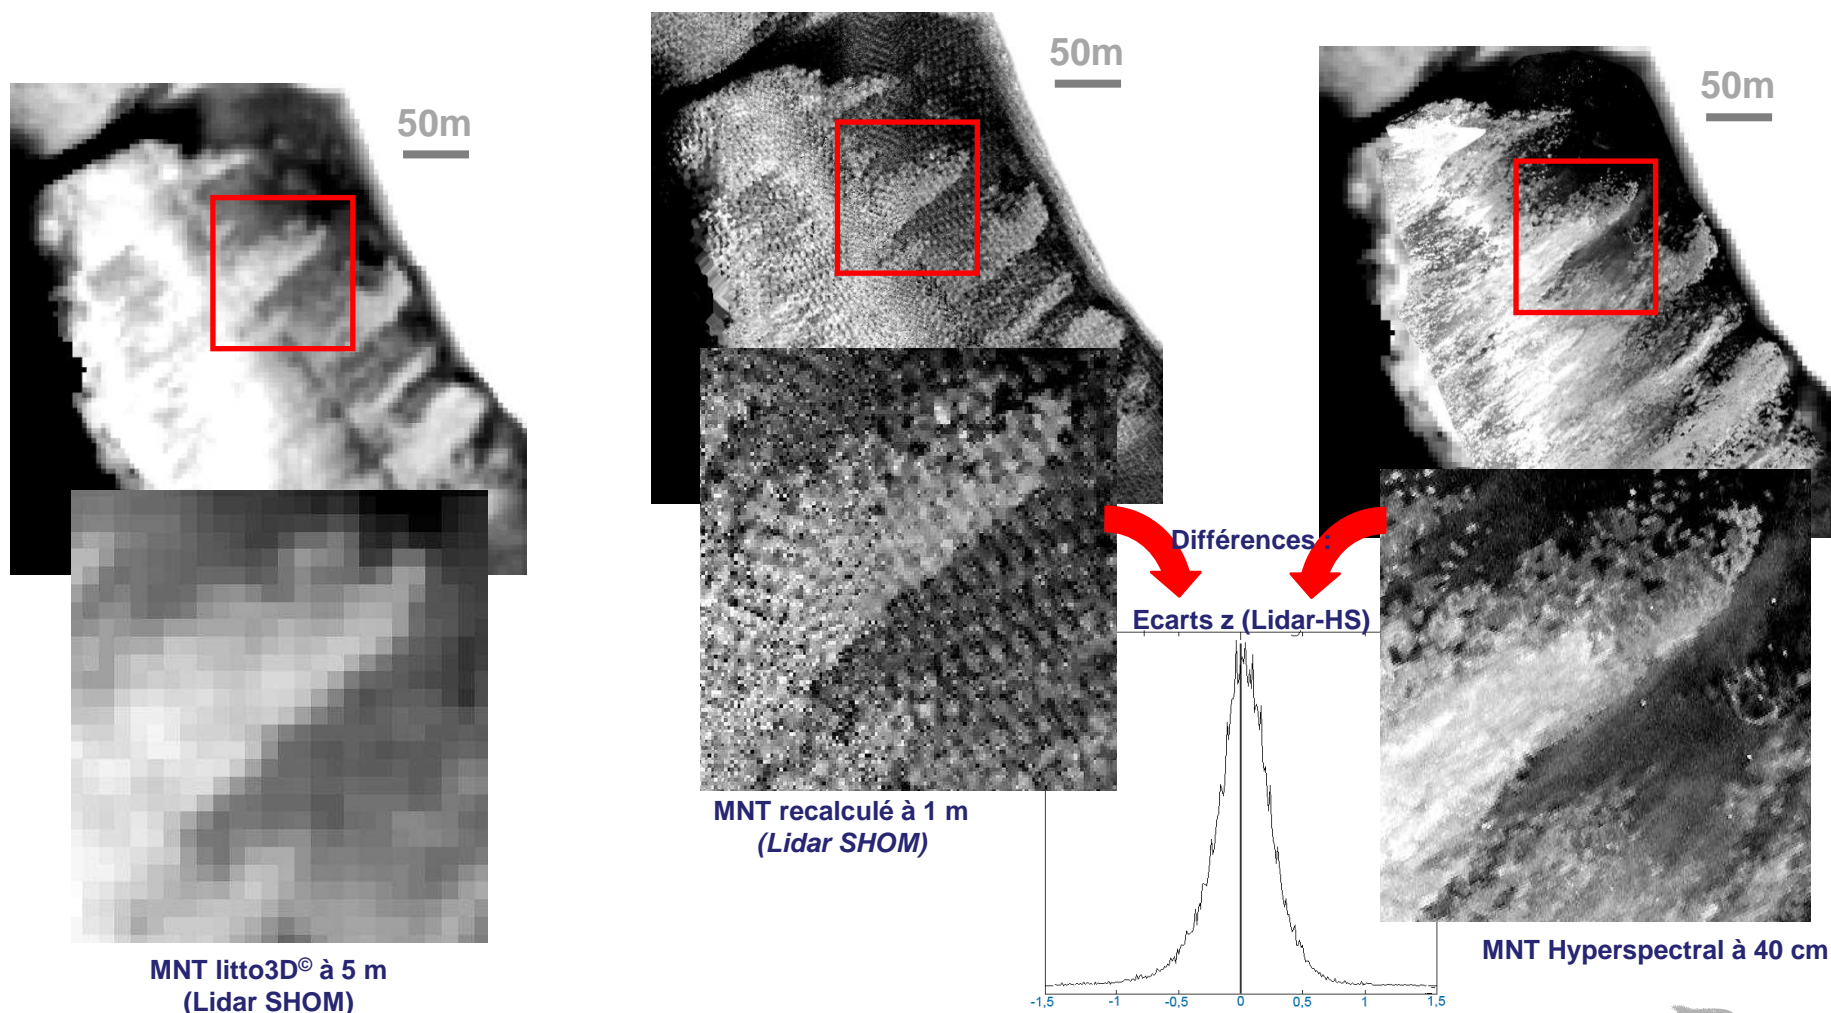 50m
50m
50m
Différences :
Ecarts z (Lidar-HS)
MNT recalculé à 1 m
(Lidar SHOM)
MNT Hyperspectral à 40 cm
MNT litto3D© à 5 m
(Lidar SHOM)
-1,5 -1 -0,5 0 0,5 1 1,5